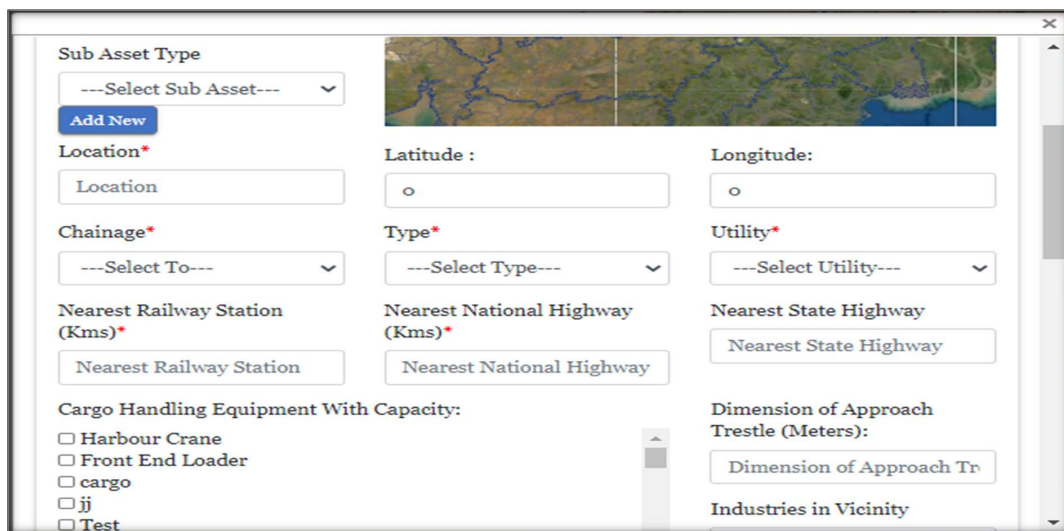 Sub Asset Type
---Select Sub Asset---
Add New
Location*
Latitude :
Longitude:
Location
0
0
Chainage*
Type*
Utility*
---Select To---
---Select Type---
---Select Utility---
Nearest Railway Station
(Kms)*
Nearest National Highway
(Kms)*
Nearest State Highway
Nearest Railway Station
Nearest National Highway
Nearest State Highway
Cargo Handling Equipment With Capacity:
Harbour Crane
Front End Loader
cargo
jj
Test
Dimension of Approach
Trestle (Meters):
Dimension of Approach Tr
Industries in Vicinity